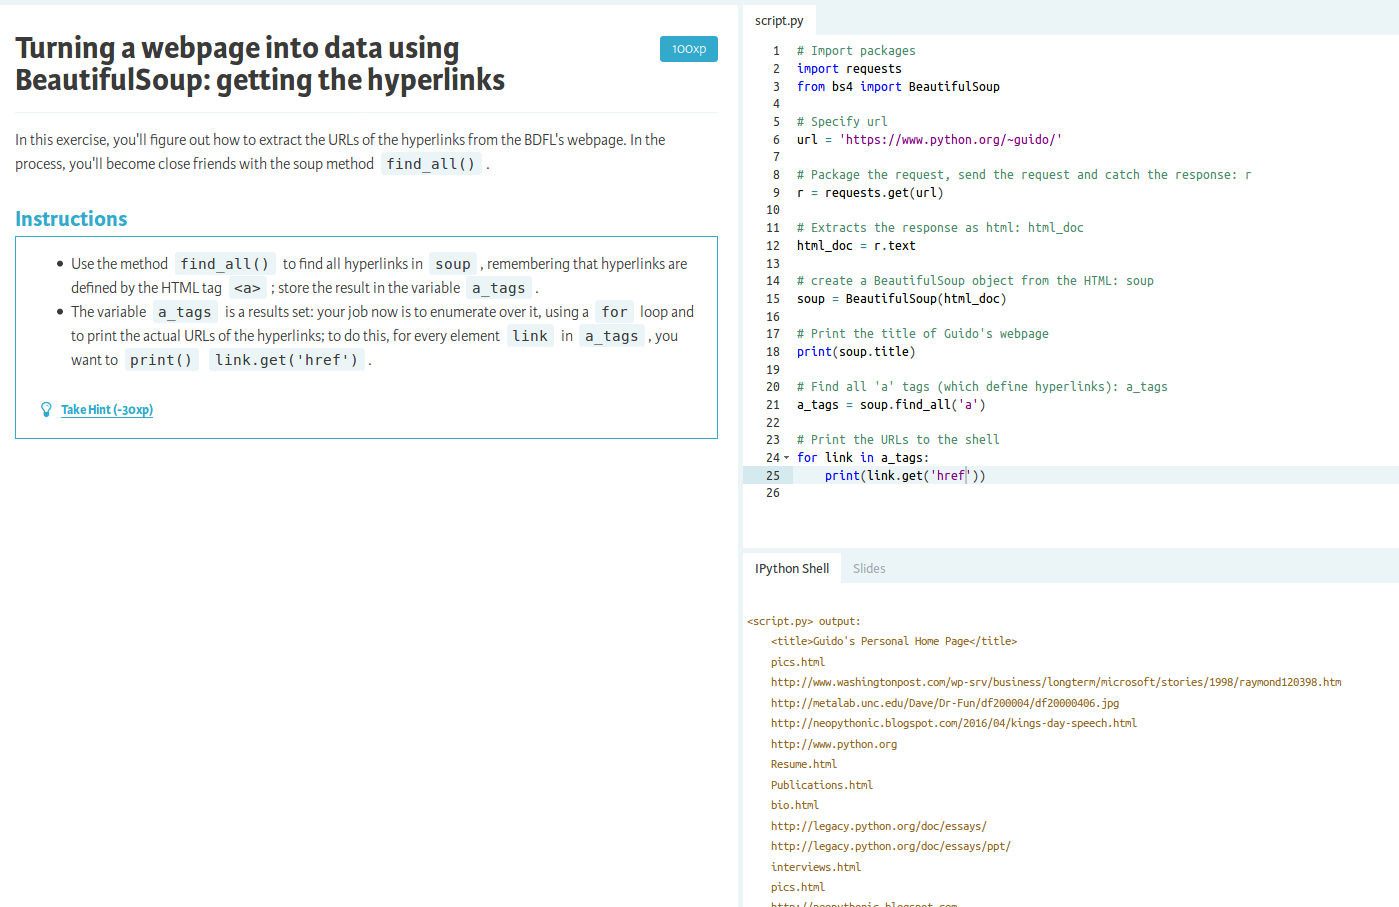 Turning a webpage into data using
BeautifulSoup: getting the hyperlinks
100xp
In this exercise, you'll figure out how to extract the URLs of the hyperlinks from the BDFL's webpage. In the
process, you'll become close friends with the soup method find_all() .
Instructions
• Use the method find_all() to find all hyperlinks in soup , remembering that hyperlinks are
defined by the HTML tag <a> ; store the result in the variable a_tags .
• The variable a_tags is a results set: your job now is to enumerate over it, using a for loop and
to print the actual URLs of the hyperlinks; to do this, for every element link in a_tags , you
want to print() link.get('href') .
Take Hint (-30xp)
script.py
1 # Import packages
2 import requests
3 from bs4 import BeautifulSoup
4
5 # Specify url
6 url = 'https://www.python.org/~guido/'
7
8 # Package the request, send the request and catch the response: r
9 r = requests.get(url)
10
11 # Extracts the response as html: html_doc
12 html_doc = r.text
13
14 # create a BeautifulSoup object from the HTML: soup
15 soup = BeautifulSoup(html_doc)
16
17 # Print the title of Guido's webpage
18 print(soup.title)
19
20 # Find all 'a' tags (which define hyperlinks): a_tags
21 a_tags = soup.find_all('a')
22
23 # Print the URLs to the shell
24 for link in a_tags:
25     print(link.get('href'))
26
IPython Shell Slides
<script.py> output:
    <title>Guido's Personal Home Page</title>
    pics.html
    http://www.washingtonpost.com/wp-srv/business/longterm/microsoft/stories/1998/raymond120398.htm
    http://metalab.unc.edu/Dave/Dr-Fun/df200004/df20000406.jpg
    http://neopythonic.blogspot.com/2016/04/kings-day-speech.html
    http://www.python.org
    Resume.html
    Publications.html
    bio.html
    http://legacy.python.org/doc/essays/
    http://legacy.python.org/doc/essays/ppt/
    interviews.html
    pics.html
    http://neopythonic.blogspot.com